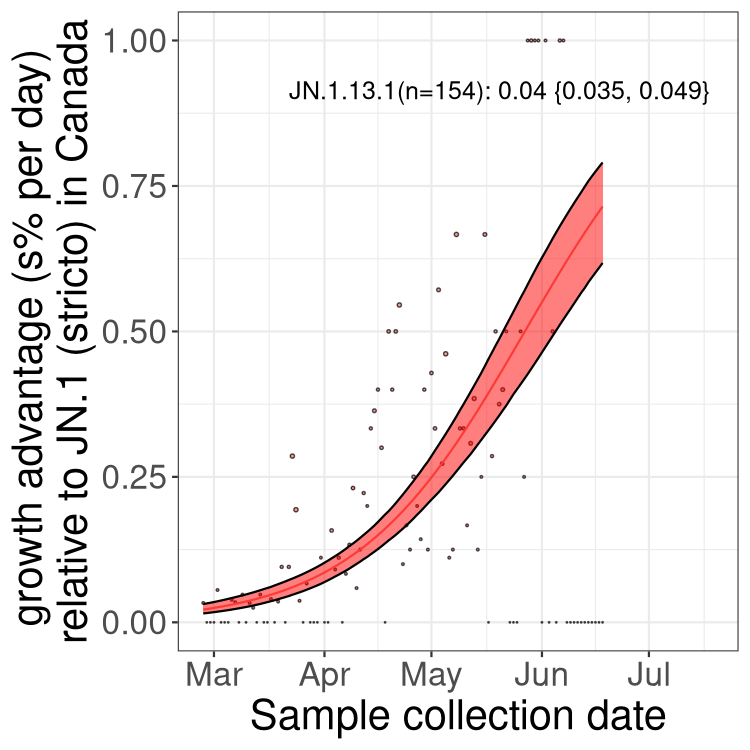 growth advantage (s% per day)
relative to JN.1 (stricto) in Canada
1.00
0.75
0.50
0.25
0.00
JN.1.13.1(n=154): 0.04 {0.035, 0.049}
Mar Apr May Jun Jul
Sample collection date